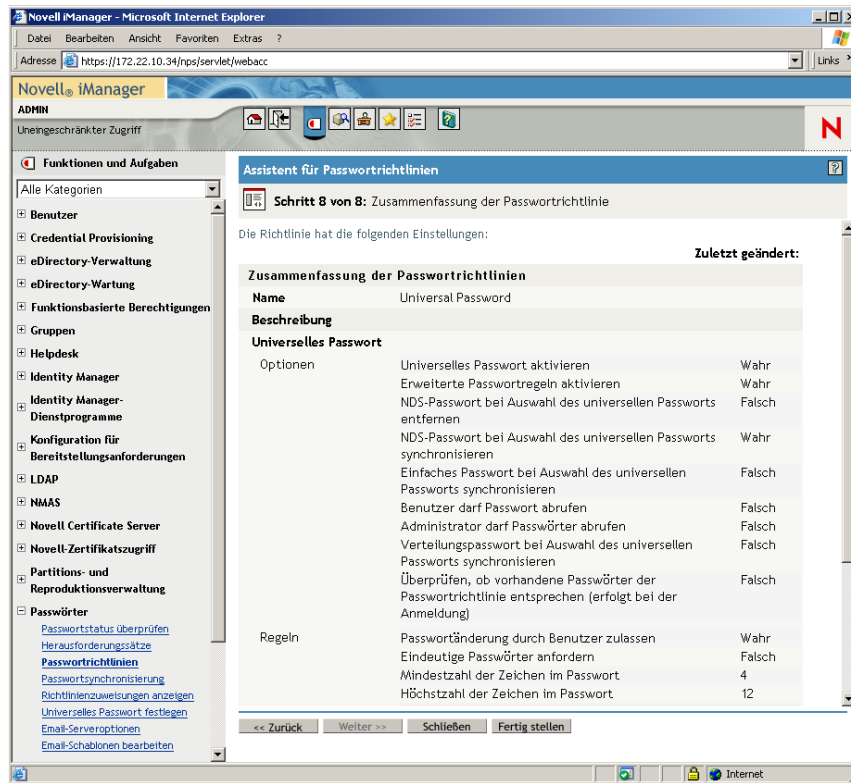 Novell iManager - Microsoft Internet Explorer
Datei Bearbeiten Ansicht Favoriten Extras ?
Adresse https://172.22.10.34/nps/servlet/webacc Links
Novell® iManager
ADMIN
Uneingeschränkter Zugriff
N
Funktionen und Aufgaben
Alle Kategorien
Benutzer
Credential Provisioning
eDirectory-Verwaltung
eDirectory-Wartung
Funktionsbasierte Berechtigungen
Gruppen
Helpdesk
Identity Manager
Identity Manager-
Dienstprogramme
Konfiguration für
Bereitstellungsanforderungen
LDAP
NMAS
Novell Certificate Server
Novell-Zertifikatszugriff
Partitions- und
Reproduktionsverwaltung
Passwörter
Passwortstatus überprüfen
Herausforderungssätze
Passwortrichtlinien
Passwortsynchronisierung
Richtlinienzuweisungen anzeigen
Universelles Passwort festlegen
Email-Serveroptionen
Email-Schablonen bearbeiten
Assistent für Passwortrichtlinien
Schritt 8 von 8: Zusammenfassung der Passwortrichtlinie
Die Richtlinie hat die folgenden Einstellungen:
Zuletzt geändert:
Zusammenfassung der Passwortrichtlinien
Name Universal Password
Beschreibung
Universelles Passwort
Optionen Universelles Passwort aktivieren Wahr
Erweiterte Passwortregeln aktivieren Wahr
NDS-Passwort bei Auswahl des universellen Passworts Falsch
entfernen
NDS-Passwort bei Auswahl des universellen Passworts Wahr
synchronisieren
Einfaches Passwort bei Auswahl des universellen Falsch
Passworts synchronisieren
Benutzer darf Passwort abrufen Falsch
Administrator darf Passwörter abrufen Falsch
Verteilungspasswort bei Auswahl des universellen Falsch
Passworts synchronisieren
Überprüfen, ob vorhandene Passwörter der Falsch
Passwortrichtlinie entsprechen (erfolgt bei der
Anmeldung)
Regeln Passwortänderung durch Benutzer zulassen Wahr
Eindeutige Passwörter anfordern Falsch
Mindestzahl der Zeichen im Passwort 4
Höchstzahl der Zeichen im Passwort 12
<< Zurück Weiter >> Schließen Fertig stellen
Internet